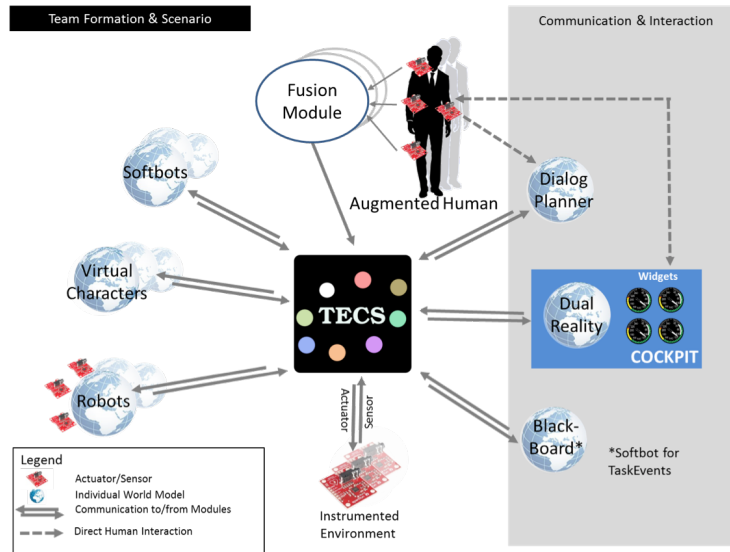 Team Formation & Scenario
Communication & Interaction
Fusion
Module
Softbots
Augmented Human
Dialog
Planner
Virtual
Characters
TECS
Widgets
Dual
Reality
COCKPIT
Robots
Actuator
Sensor
Black-
Board*
*Softbot for
TaskEvents
Instrumented
Environment
Legend
Actuator/Sensor
Individual World Model
Communication to/from Modules
Direct Human Interaction